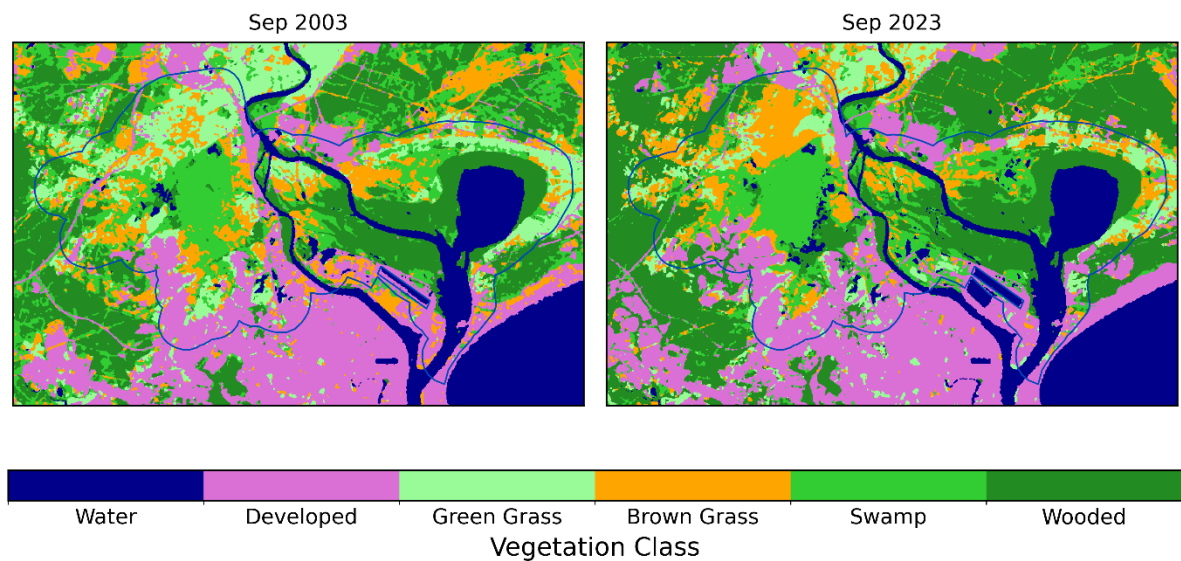 Sep 2003
Sep 2023
Water
Developed
Green Grass
Brown Grass
Swamp
Wooded
Vegetation Class